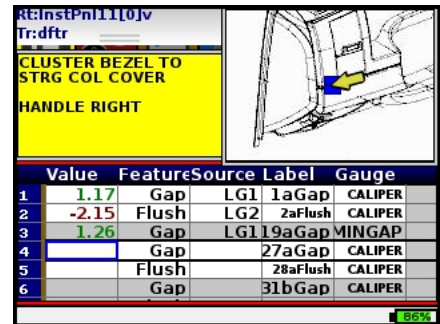 Rt:InstPnl11[0]v
Tr:dftr
CLUSTER BEZEL TO
STRG COL COVER
HANDLE RIGHT
Value Feature Source Label Gauge
1 1.17 Gap LG1 1aGap CALIPER
2 -2.15 Flush LG2 2aFlush CALIPER
3 1.26 Gap LG1 19aGap MINGAP
4 Gap 27aGap CALIPER
5 Flush 28aFlush CALIPER
6 Gap 31bGap CALIPER
86%